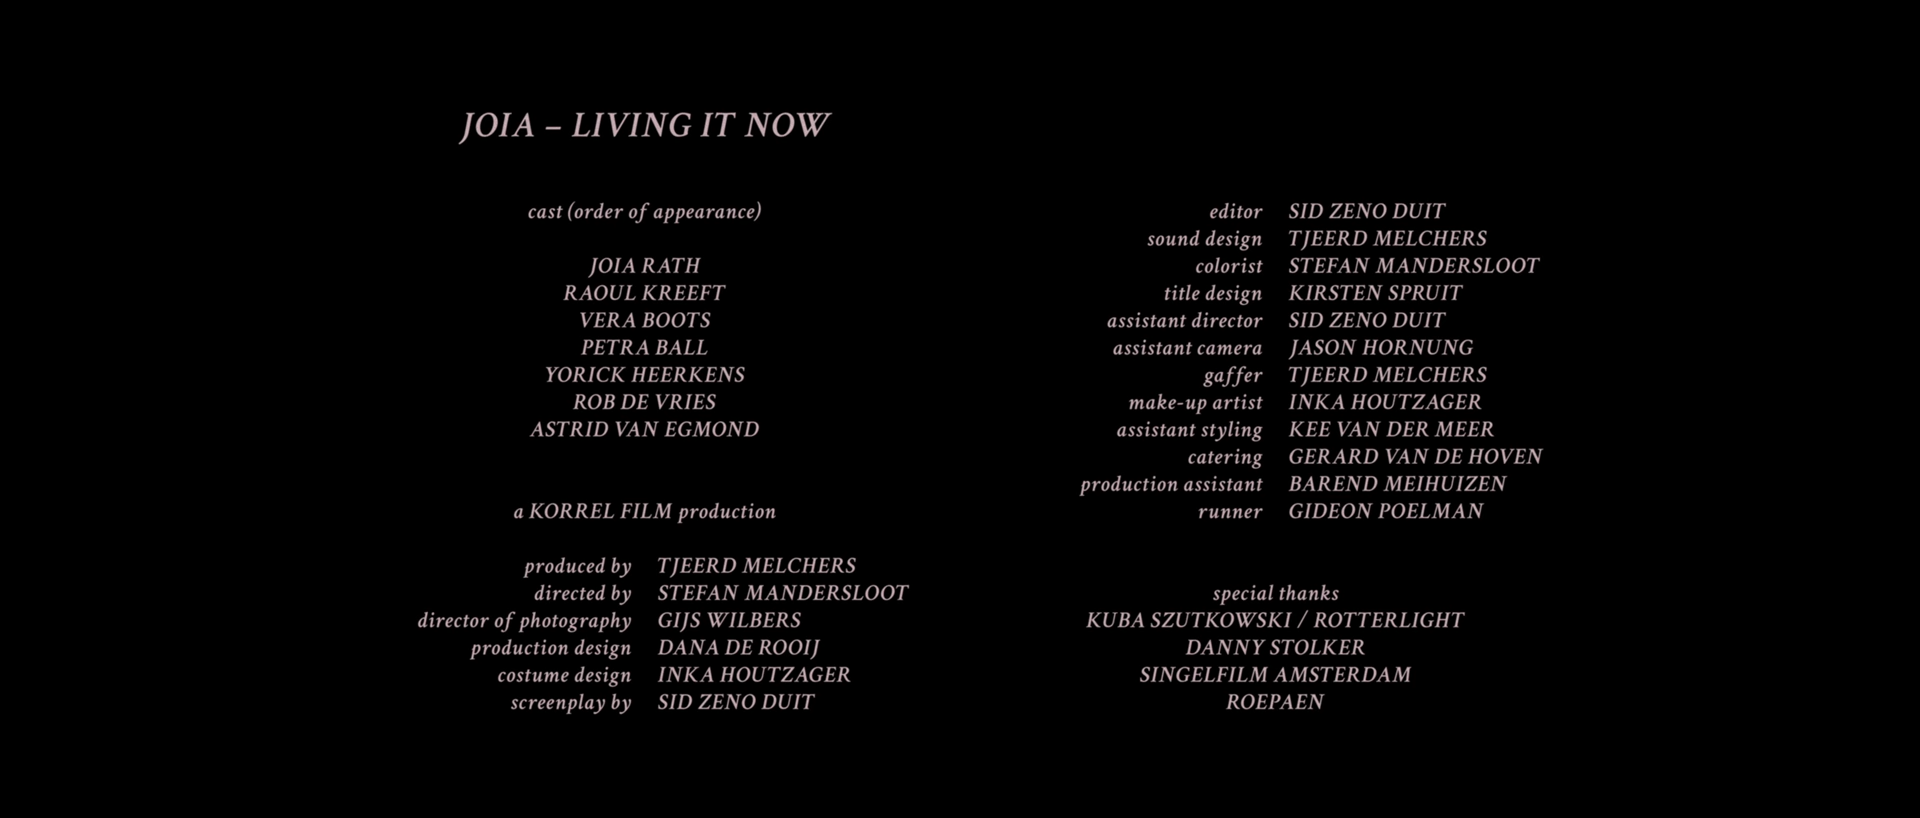 JOIA – LIVING IT NOW
cast (order of appearance)
JOIA RATH
RAOUL KREEFT
VERA BOOTS
PETRA BALL
YORICK HEERKENS
ROB DE VRIES
ASTRID VAN EGMOND
a KORREL FILM production
produced by TJEERD MELCHERS
directed by STEFAN MANDERSLOOT
director of photography GIJS WILBERS
production design DANA DE ROOIJ
costume design INKA HOUTZAGER
screenplay by SID ZENO DUIT
editor SID ZENO DUIT
sound design TJEERD MELCHERS
colorist STEFAN MANDERSLOOT
title design KIRSTEN SPRUIT
assistant director SID ZENO DUIT
assistant camera JASON HORNUNG
gaffer TJEERD MELCHERS
make-up artist INKA HOUTZAGER
assistant styling KEE VAN DER MEER
catering GERARD VAN DE HOVEN
production assistant BAREND MEIHUIZEN
runner GIDEON POELMAN
special thanks
KUBA SZUTKOWSKI / ROTTERLIGHT
DANNY STOLKER
SINGELFILM AMSTERDAM
ROEPAEN